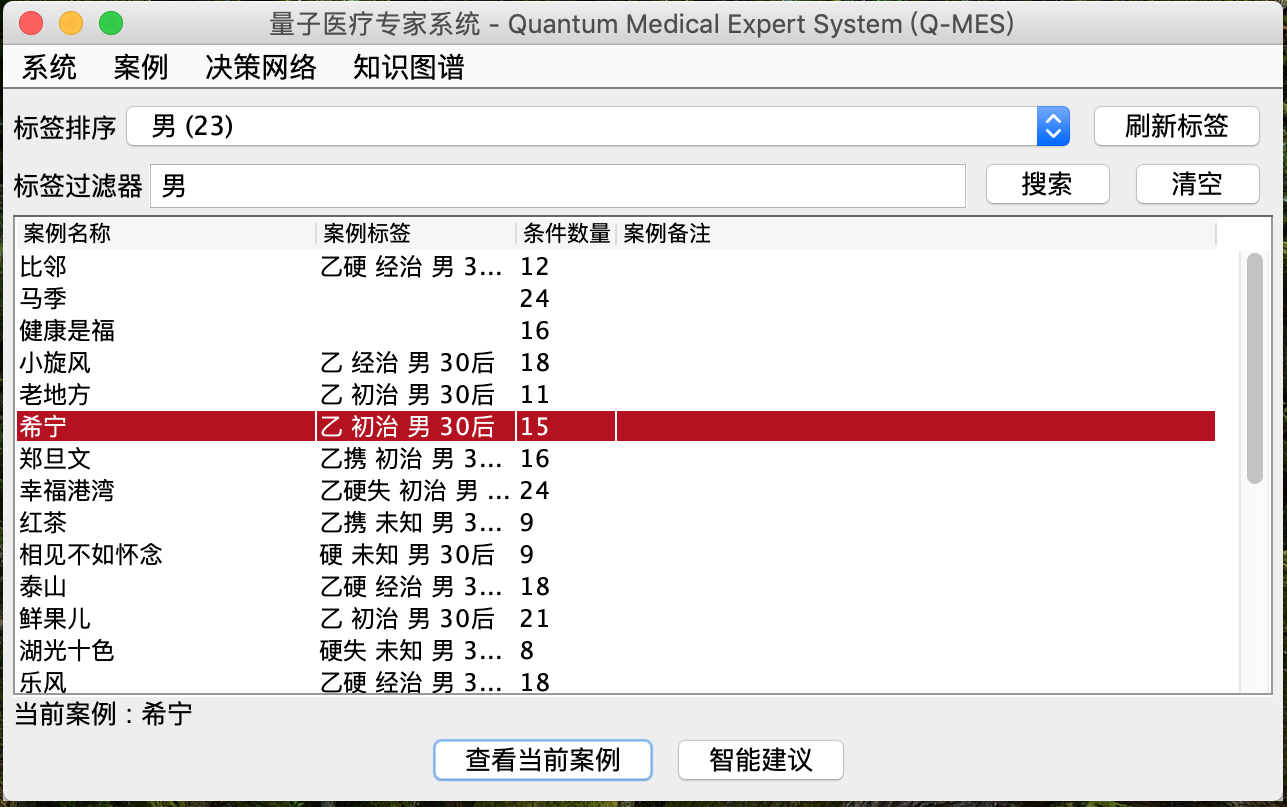 量子医疗专家系统 - Quantum Medical Expert System (Q-MES)
系统 案例 决策网络 知识图谱
标签排序 男 (23) 刷新标签
标签过滤器 男 搜索 清空
案例名称 案例标签 条件数量 案例备注
比邻 乙硬 经治 男 3... 12
马季 24
健康是福 16
小旋风 乙 经治 男 30后 18
老地方 乙 初治 男 30后 11
希宁 乙 初治 男 30后 15
郑旦文 乙携 初治 男 3... 16
幸福港湾 乙硬失 初治 男 ... 24
红茶 乙携 未知 男 3... 9
相见不如怀念 硬 未知 男 30后 9
泰山 乙硬 经治 男 3... 18
鲜果儿 乙 初治 男 30后 21
湖光十色 硬失 未知 男 3... 8
乐风 乙硬 经治 男 3... 18
当前案例：希宁
查看当前案例 智能建议